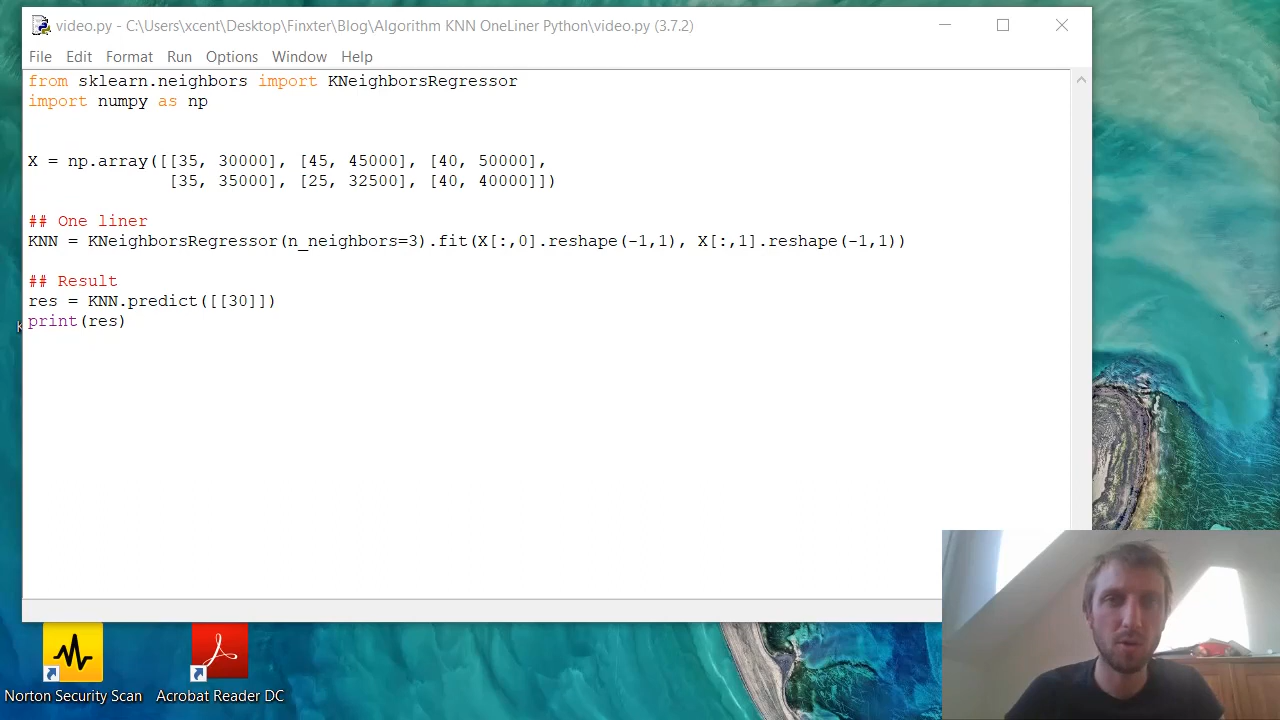 video.py - C:\Users\xcent\Desktop\Finxter\Blog\Algorithm KNN OneLiner Python\video.py (3.7.2)
File Edit Format Run Options Window Help
from sklearn.neighbors import KNeighborsRegressor
import numpy as np
X = np.array([[35, 30000], [45, 45000], [40, 50000],
[35, 35000], [25, 32500], [40, 40000]])
## One liner
KNN = KNeighborsRegressor(n_neighbors=3).fit(X[:,0].reshape(-1,1), X[:,1].reshape(-1,1))
## Result
res = KNN.predict([[30]])
print(res)
Norton Security Scan
Acrobat Reader DC